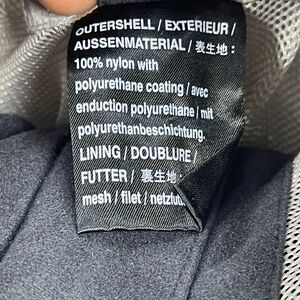 OUTERSHELL / EXTERIEUR /
AUSSENMATERIAL / 表生地 :
100% nylon with
polyurethane coating / avec
enduction polyurethane / mit
polyurethanbeschichtung.
LINING / DOUBLURE /
FUTTER / 裏生地 :
mesh / filet /